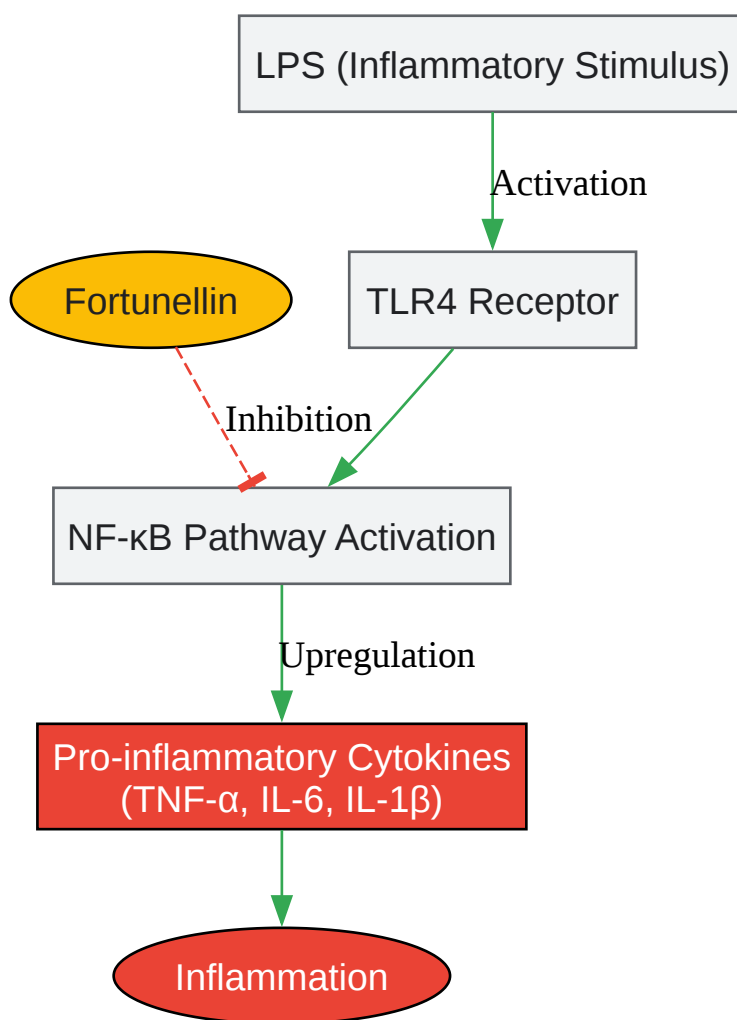 LPS (Inflammatory Stimulus)
Activation
Fortunellin
TLR4 Receptor
Inhibition
NF-κB Pathway Activation
Upregulation
Pro-inflammatory Cytokines
(TNF-α, IL-6, IL-1β)
Inflammation